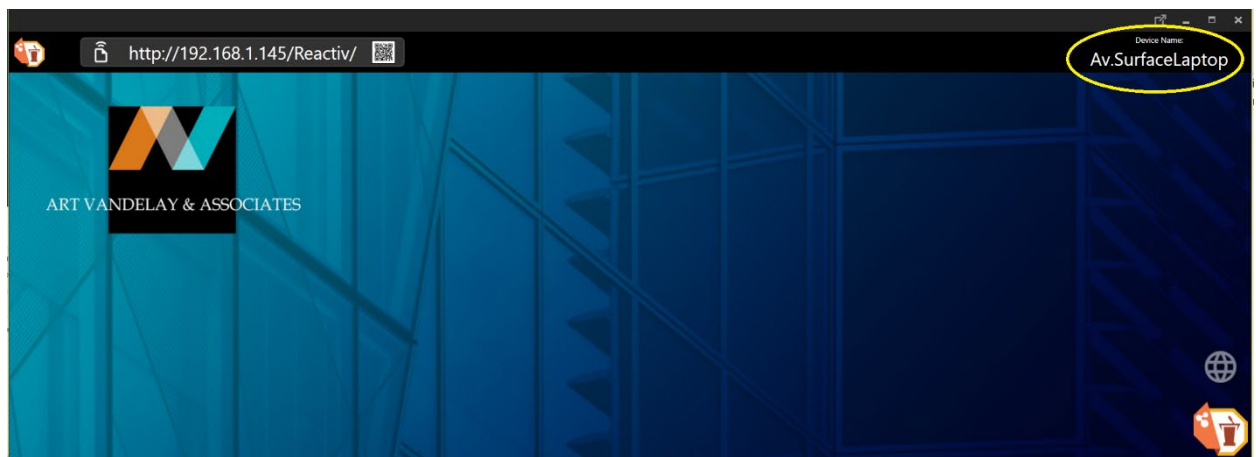 Device Name:
http://192.168.1.145/Reactiv/
Av.SurfaceLaptop
ART VANDELAY & ASSOCIATES